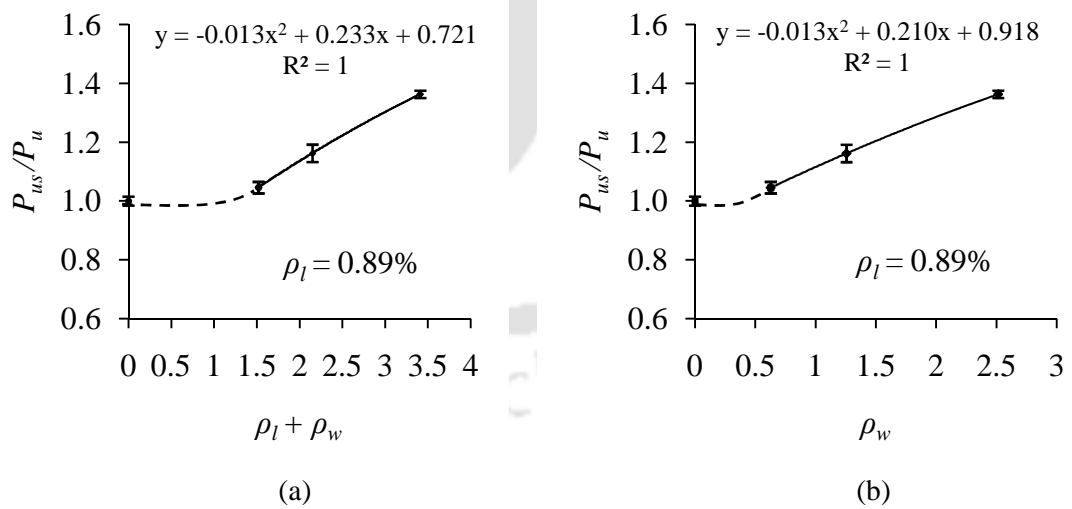 y = -0.013x² + 0.233x + 0.721
R² = 1
1.6
1.4
1.2
1.0
0.8
0.6
P_us/P_u
ρ_l = 0.89%
0 0.5 1 1.5 2 2.5 3 3.5 4
ρ_l + ρ_w
(a)
y = -0.013x² + 0.210x + 0.918
R² = 1
1.6
1.4
1.2
1.0
0.8
0.6
P_us/P_u
ρ_l = 0.89%
0 0.5 1 1.5 2 2.5 3
ρ_w
(b)